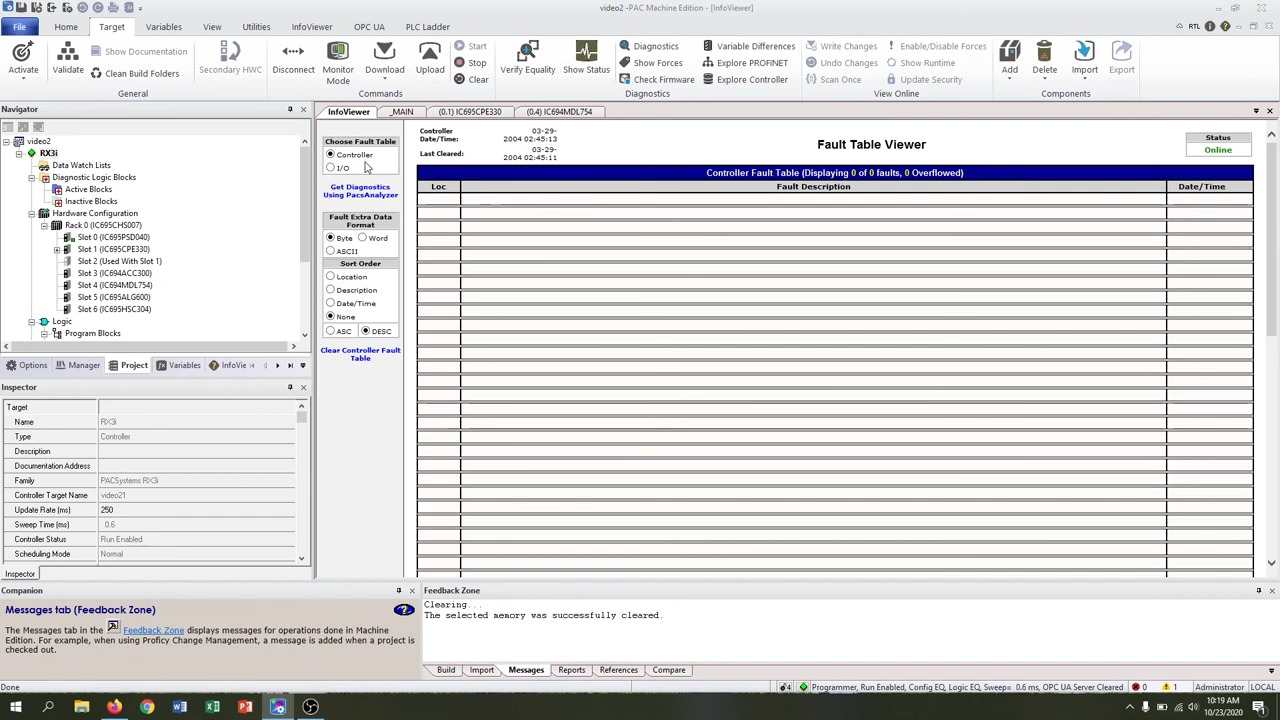 video2 - PAC Machine Edition - [InfoViewer]
File Home Target Variables View Utilities InfoViewer OPC UA PLC Ladder RTL
Activate
Validate
Show Documentation
Clean Build Folders
Secondary HWC
General
Disconnect
Monitor Mode
Download
Upload
Start
Stop
Clear
Commands
Verify Equality
Show Status
Diagnostics
Show Forces
Check Firmware
Variable Differences
Explore PROFINET
Explore Controller
Diagnostics
Write Changes
Undo Changes
Scan Once
Enable/Disable Forces
Show Runtime
Update Security
View Online
Add
Delete
Import
Export
Components
Navigator
video2
RX3i
Data Watch Lists
Diagnostic Logic Blocks
Active Blocks
Inactive Blocks
Hardware Configuration
Rack 0 (IC695CHS007)
Slot 0 (IC695PSD040)
Slot 1 (IC695CPE330)
Slot 2 (Used With Slot 1)
Slot 3 (IC694ACC300)
Slot 4 (IC694MDL754)
Slot 5 (IC695ALG600)
Slot 6 (IC695HSC304)
Logic
Program Blocks
Options Manager Project Variables InfoVie
Inspector
Target
Name RX3i
Type Controller
Description
Documentation Address
Family PACSystems RX3i
Controller Target Name video21
Update Rate (ms) 250
Sweep Time (ms) 0.6
Controller Status Run Enabled
Scheduling Mode Normal
Inspector
InfoViewer _MAIN (0.1) IC695CPE330 (0.4) IC694MDL754
Choose Fault Table
Controller
I/O
Get Diagnostics
Using PacsAnalyzer
Fault Extra Data
Format
Byte Word
ASCII
Sort Order
Location
Description
Date/Time
None
ASC DESC
Clear Controller Fault
Table
Controller
Date/Time:
03-29-
2004 02:45:13
Last Cleared:
03-29-
2004 02:45:11
Fault Table Viewer
Status
Online
Controller Fault Table (Displaying 0 of 0 faults, 0 Overflowed)
Loc Fault Description Date/Time
Companion
Messages tab (Feedback Zone)
The Messages tab in the Feedback Zone displays messages for operations done in Machine
Edition. For example, when using Proficy Change Management, a message is added when a project is
checked out.
Feedback Zone
Clearing...
The selected memory was successfully cleared.
Build Import Messages Reports References Compare
Done
Programmer, Run Enabled, Config EQ, Logic EQ, Sweep= 0.6 ms, OPC UA Server Cleared 0 1 Administrator LOCAL
10:19 AM
10/23/2020
1